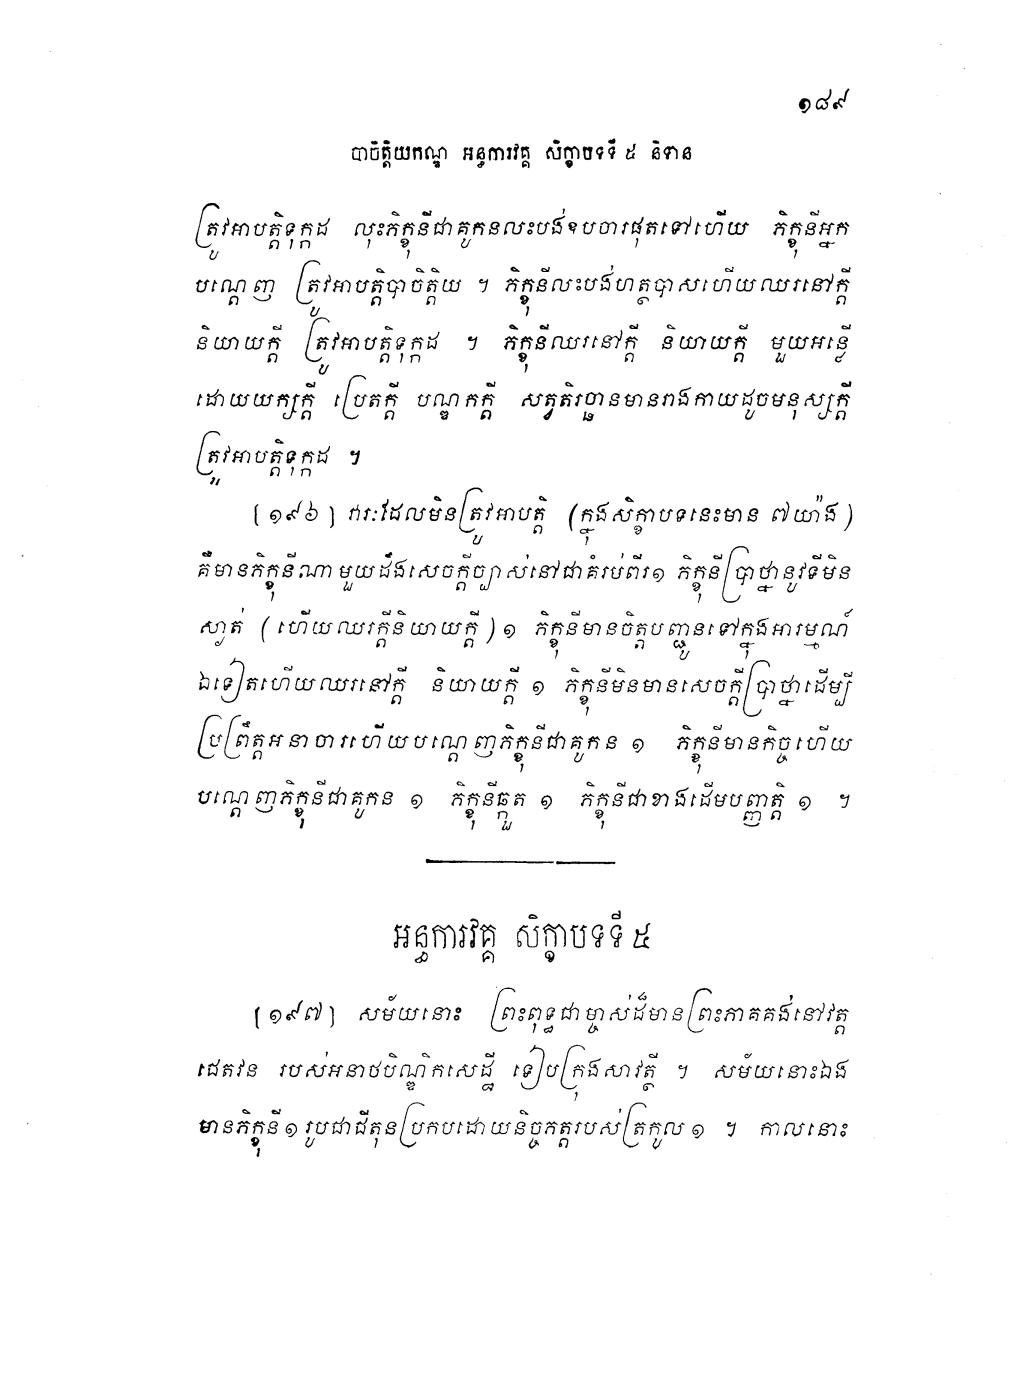 ១៨៩
បាចិត្តិយកណ្ឌ អន្ធការវគ្គ សិក្ខាបទទី ៥ និទាន
ត្រូវអាបត្តិទុក្កដ លុះភិក្ខុនីជាគូកនលះបង់ឧបចារផុតទៅហើយ ភិក្ខុនីអ្នក
បណ្តេញ ត្រូវអាបត្តិបាចិត្តិយ ។ ភិក្ខុនីលះបង់ហត្ថបាសហើយឈរនៅក្តី
និយាយក្តី ត្រូវអាបត្តិទុក្កដ ។ ភិក្ខុនីឈរនៅក្តី និយាយក្តី មួយអន្លើ
ដោយយក្សក្តី ប្រេតក្តី បណ្ឌកក្តី សត្វតិរច្ឆានមានរាងកាយដូចមនុស្សក្តី
ត្រូវអាបត្តិទុក្កដ ។
[១៩៦] វារៈដែលមិនត្រូវអាបត្តិ (ក្នុងសិក្ខាបទនេះមាន ៧យ៉ាង)
គឺមានភិក្ខុនីណាមួយដឹងសេចក្តីច្បាស់នៅជាគំរប់ពីរ១ ភិក្ខុនីប្រាថ្នានូវទីមិន
ស្ងាត់ (ហើយឈរក្តីនិយាយក្តី)១ ភិក្ខុនីមានចិត្តបញ្ជូនទៅក្នុងអារម្មណ៍
ឯទៀតហើយឈរនៅក្តី និយាយក្តី ១ ភិក្ខុនីមិនមានសេចក្តីប្រាថ្នាដើម្បី
ប្រព្រឹត្តអនាចារហើយបណ្តេញភិក្ខុនីជាគូកន ១ ភិក្ខុនីមានកិច្ចហើយ
បណ្តេញភិក្ខុនីជាគូកន ១ ភិក្ខុនីឆ្កួត ១ ភិក្ខុនីជាខាងដើមបញ្ញត្តិ ១ ។
អន្ធការវគ្គ សិក្ខាបទទី ៥
[១៩៧] សម័យនោះ ព្រះពុទ្ធជាម្ចាស់ដ៏មានព្រះភាគគង់នៅវត្ត
ជេតវន របស់អនាថបិណ្ឌិកសេដ្ឋី ទៀបក្រុងសាវត្ថី ។ សម័យនោះឯង
មានភិក្ខុនី១រូបជាជីតុនប្រកបដោយនិច្ចភត្តរបស់ត្រកូល១ ។ កាលនោះ